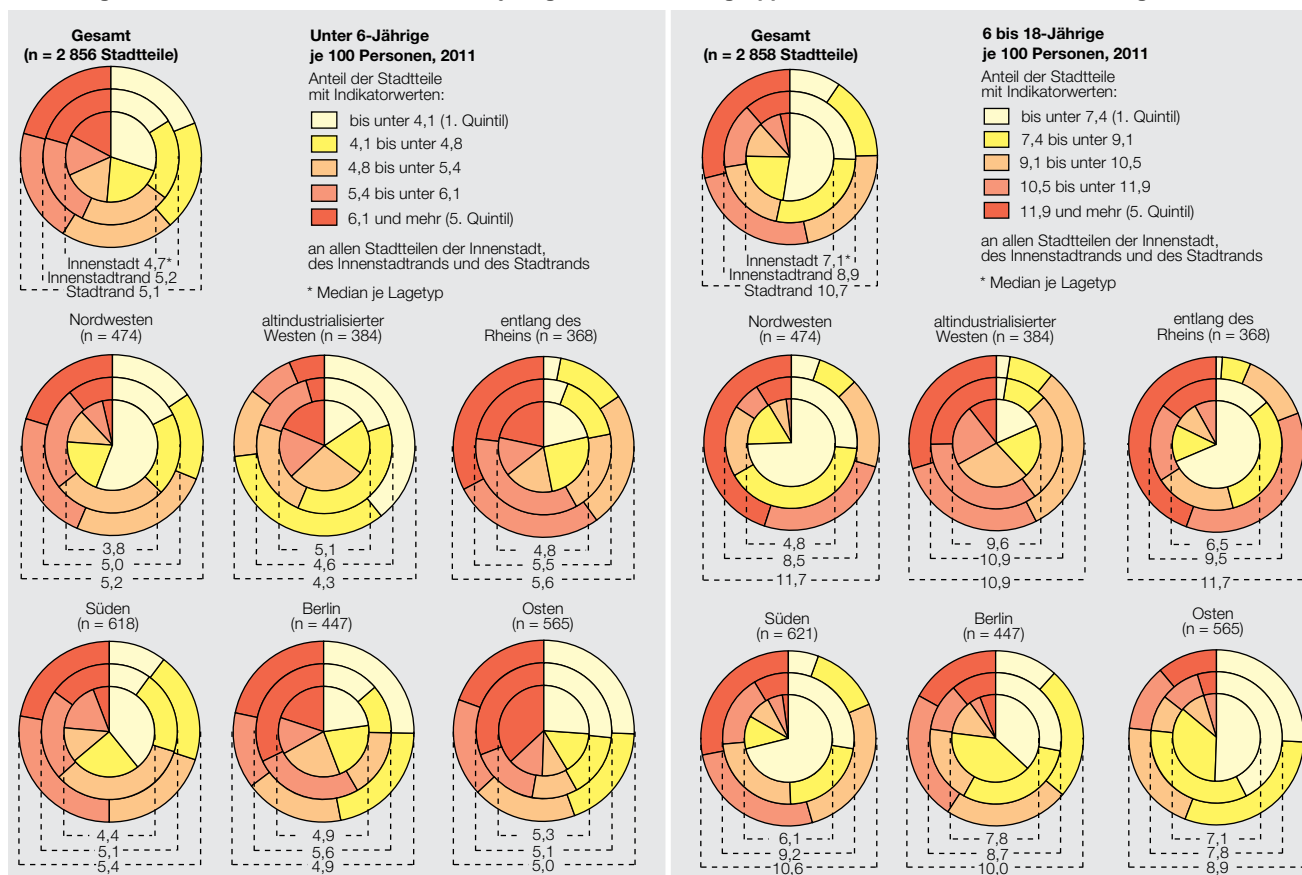 Gesamt
(n = 2 856 Stadtteile)
Innenstadt 4,7*
Innenstadtrand 5,2
Stadtrand 5,1
Unter 6-Jährige
je 100 Personen, 2011
Anteil der Stadtteile
mit Indikatorwerten:
bis unter 4,1 (1. Quintil)
4,1 bis unter 4,8
4,8 bis unter 5,4
5,4 bis unter 6,1
6,1 und mehr (5. Quintil)
an allen Stadtteilen der Innenstadt,
des Innenstadtrands und des Stadtrands
* Median je Lagetyp
Nordwesten
(n = 474)
3,8
5,0
5,2
altindustrialisierter
Westen (n = 384)
5,1
4,6
4,3
entlang des
Rheins (n = 368)
4,8
5,5
5,6
Süden
(n = 618)
4,4
5,1
5,4
Berlin
(n = 447)
4,9
5,6
4,9
Osten
(n = 565)
5,3
5,1
5,0
Gesamt
(n = 2 858 Stadtteile)
Innenstadt 7,1*
Innenstadtrand 8,9
Stadtrand 10,7
6 bis 18-Jährige
je 100 Personen, 2011
Anteil der Stadtteile
mit Indikatorwerten:
bis unter 7,4 (1. Quintil)
7,4 bis unter 9,1
9,1 bis unter 10,5
10,5 bis unter 11,9
11,9 und mehr (5. Quintil)
an allen Stadtteilen der Innenstadt,
des Innenstadtrands und des Stadtrands
* Median je Lagetyp
Nordwesten
(n = 474)
4,8
8,5
11,7
altindustrialisierter
Westen (n = 384)
9,6
10,9
10,9
entlang des
Rheins (n = 368)
6,5
9,5
11,7
Süden
(n = 621)
6,1
9,2
10,6
Berlin
(n = 447)
7,8
8,7
10,0
Osten
(n = 565)
7,1
7,8
8,9